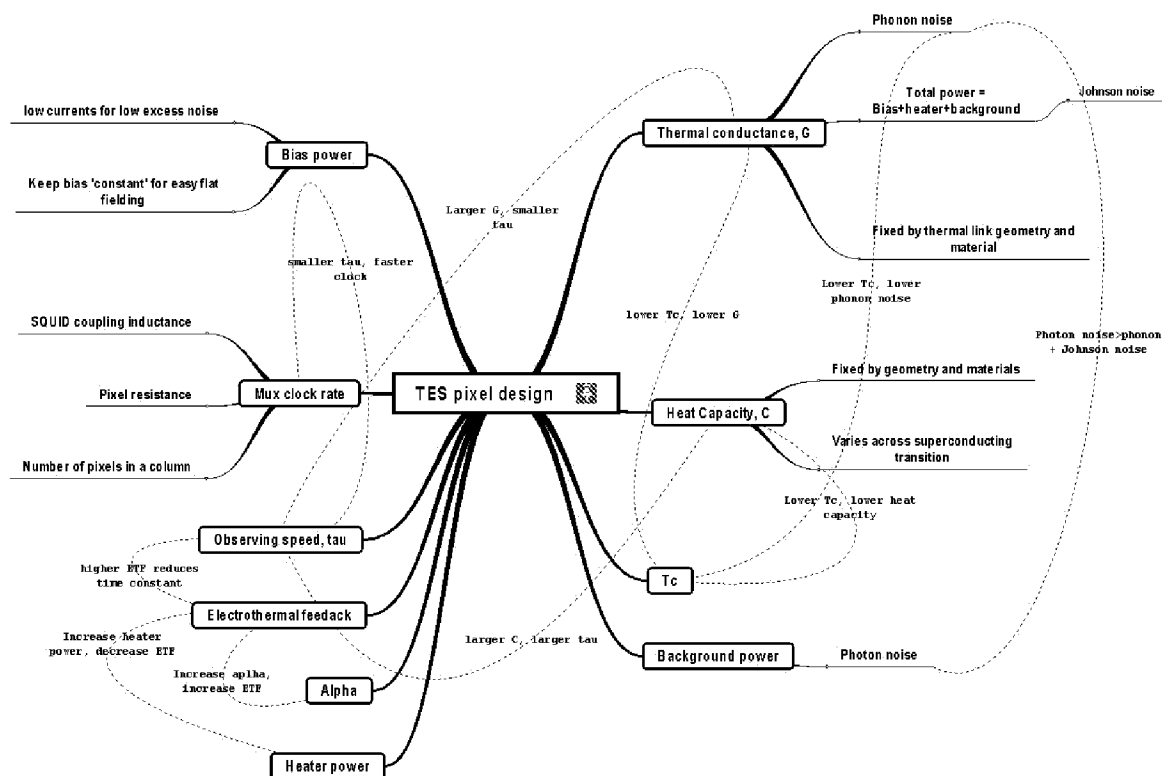 Phonon noise
low currents for low excess noise
Total power =
Bias+heater+background
Johnson noise
Thermal conductance, G
Bias power
Keep bias 'constant' for easy flat
fielding
Larger G, smaller
tau
Fixed by thermal link geometry and
material
smaller tau, faster
clock
Lower Tc, lower
phonon noise
lower Tc, lower G
SQUID coupling inductance
Photon noise>phonon
+ Johnson noise
Fixed by geometry and materials
TES pixel design
Mux clock rate
Pixel resistance
Heat Capacity, C
Varies across superconducting
transition
Number of pixels in a column
Lower Tc, lower heat
capacity
Observing speed, tau
higher ETF reduces
time constant
Tc
Electrothermal feedack
Increase heater
power, decrease ETF
larger C, larger tau
Background power
Photon noise
Increase aplha,
increase ETF
Alpha
Heater power